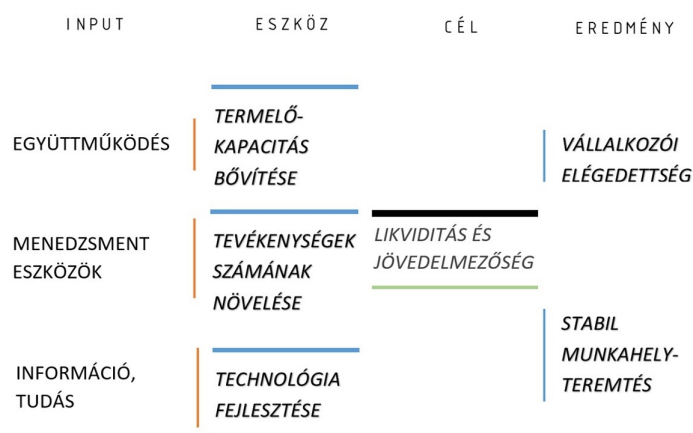 INPUT
ESZKÖZ
CÉL
EREDMÉNY
EGYÜTTMŰKÖDÉS
TERMELŐ-
KAPACITÁS
BŐVÍTÉSE
VÁLLALKOZÓI
ELÉGEDETTSÉG
MENEDZSMENT
ESZKÖZÖK
TEVÉKENYSÉGEK
SZÁMÁNAK
NÖVELÉSE
LIKVIDITÁS ÉS
JÖVEDELMEZŐSÉG
STABIL
MUNKAHELY-
TEREMTÉS
INFORMÁCIÓ,
TUDÁS
TECHNOLÓGIA
FEJLESZTÉSE